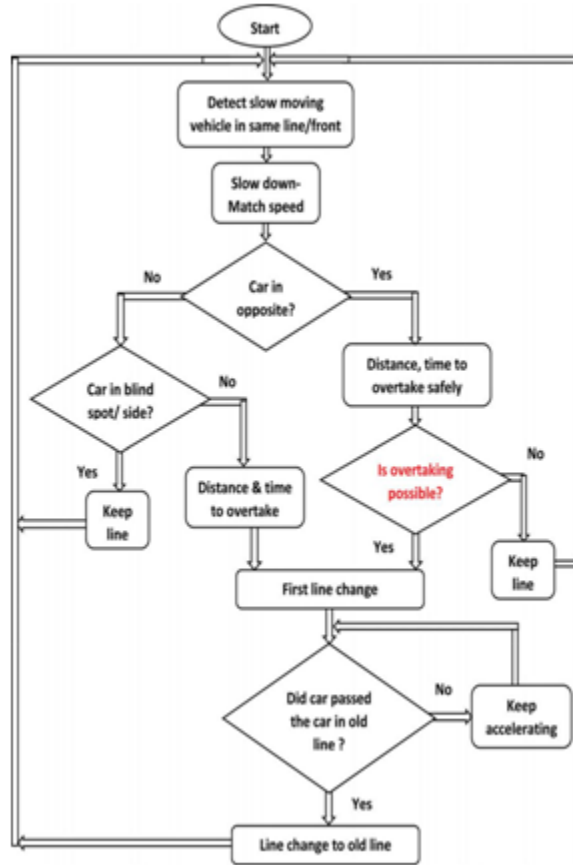 Start
Detect slow moving
vehicle in same line/front
Slow down-
Match speed
No
Yes
Car in
opposite?
Distance, time to
overtake safely
Car in blind
spot/ side?
No
Is overtaking
possible?
No
Yes
Distance & time
to overtake
Keep
line
Yes
Keep
line
First line change
Did car passed
the car in old
line ?
No
Keep
accelerating
Yes
Line change to old line